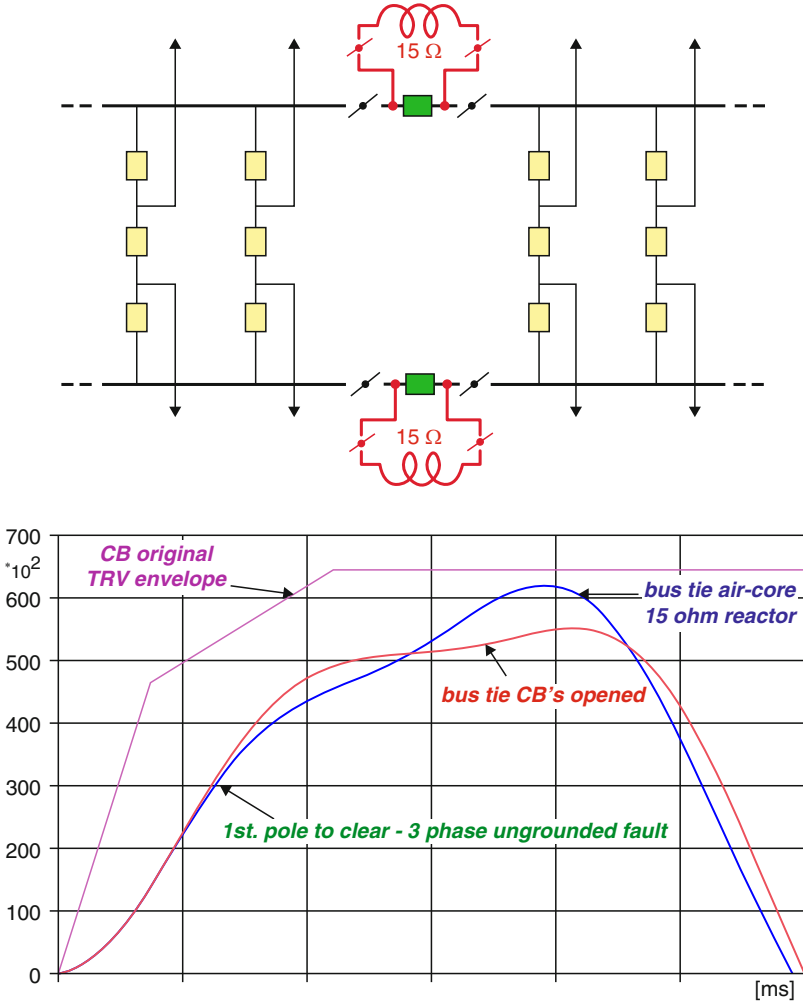 15 Ω
15 Ω
700
*10²
CB original
TRV envelope
600
bus tie air-core
15 ohm reactor
500
bus tie CB's opened
400
300
1st. pole to clear - 3 phase ungrounded fault
200
100
0
[ms]